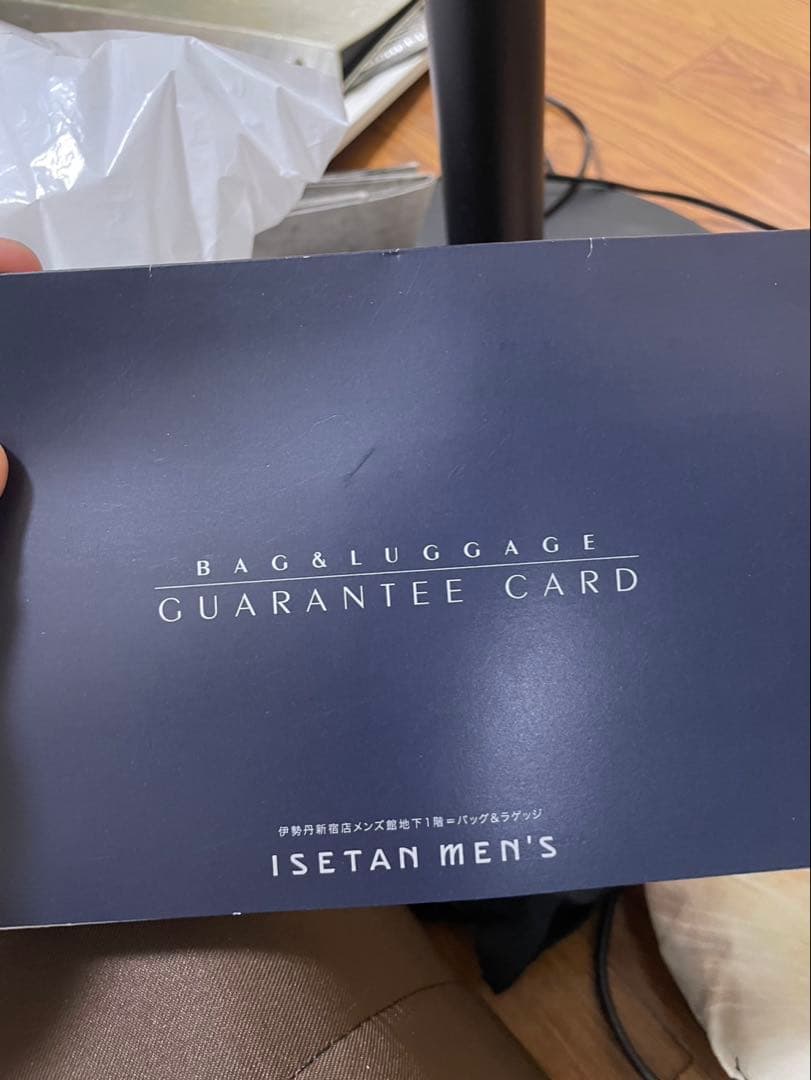 BAG&LUGGAGE
GUARANTEE CARD
伊勢丹新宿店メンズ館地下1階=バッグ&ラゲッジ
ISETAN MEN'S